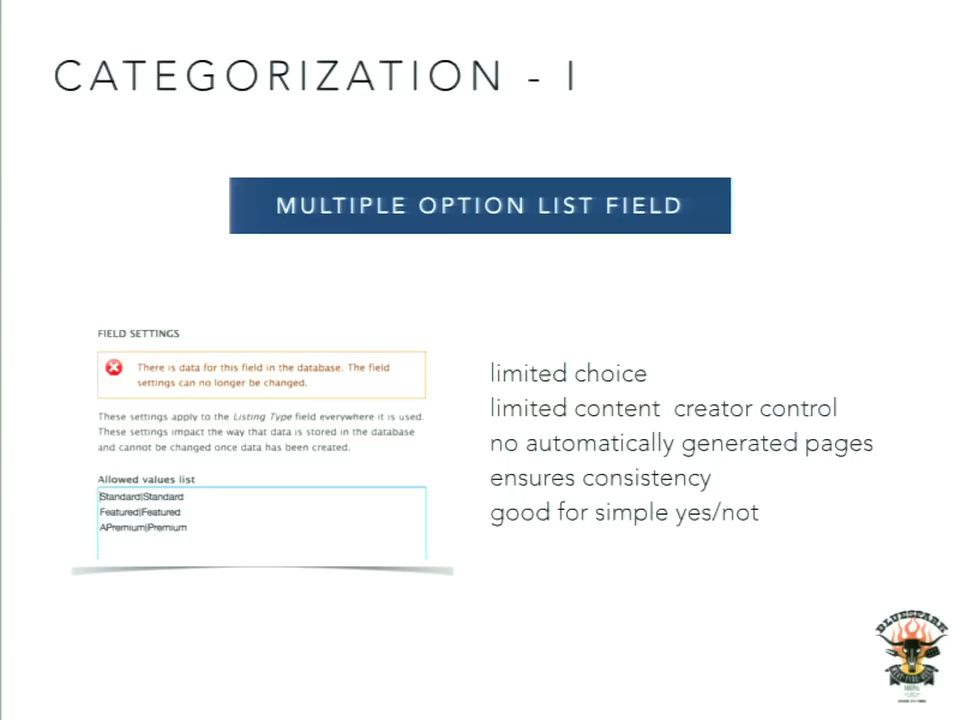 CATEGORIZATION - I
MULTIPLE OPTION LIST FIELD
FIELD SETTINGS
There is data for this field in the database. The field
settings can no longer be changed.
These settings apply to the Listing Type field everywhere it is used.
These settings impact the way that data is stored in the database
and cannot be changed once data has been created.
Allowed values list
Standard|Standard
Featured|Featured
APremium|Premium
limited choice
limited content creator control
no automatically generated pages
ensures consistency
good for simple yes/not
BLUESPARK